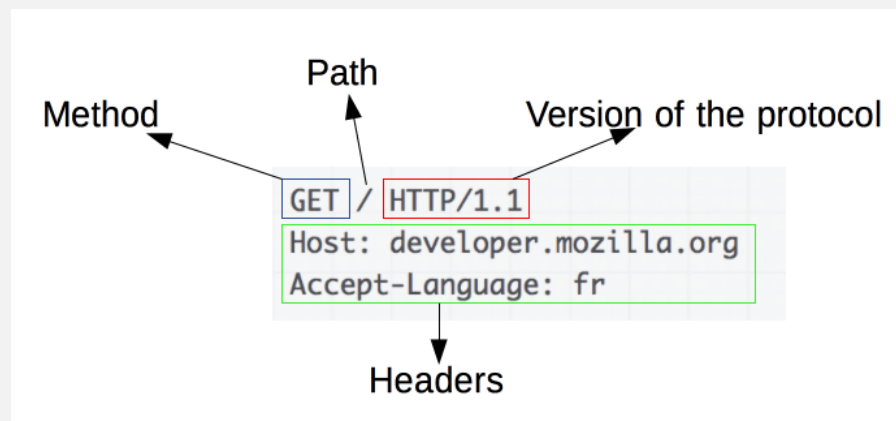 Path
Method
Version of the protocol
GET / HTTP/1.1
Host: developer.mozilla.org
Accept-Language: fr
Headers